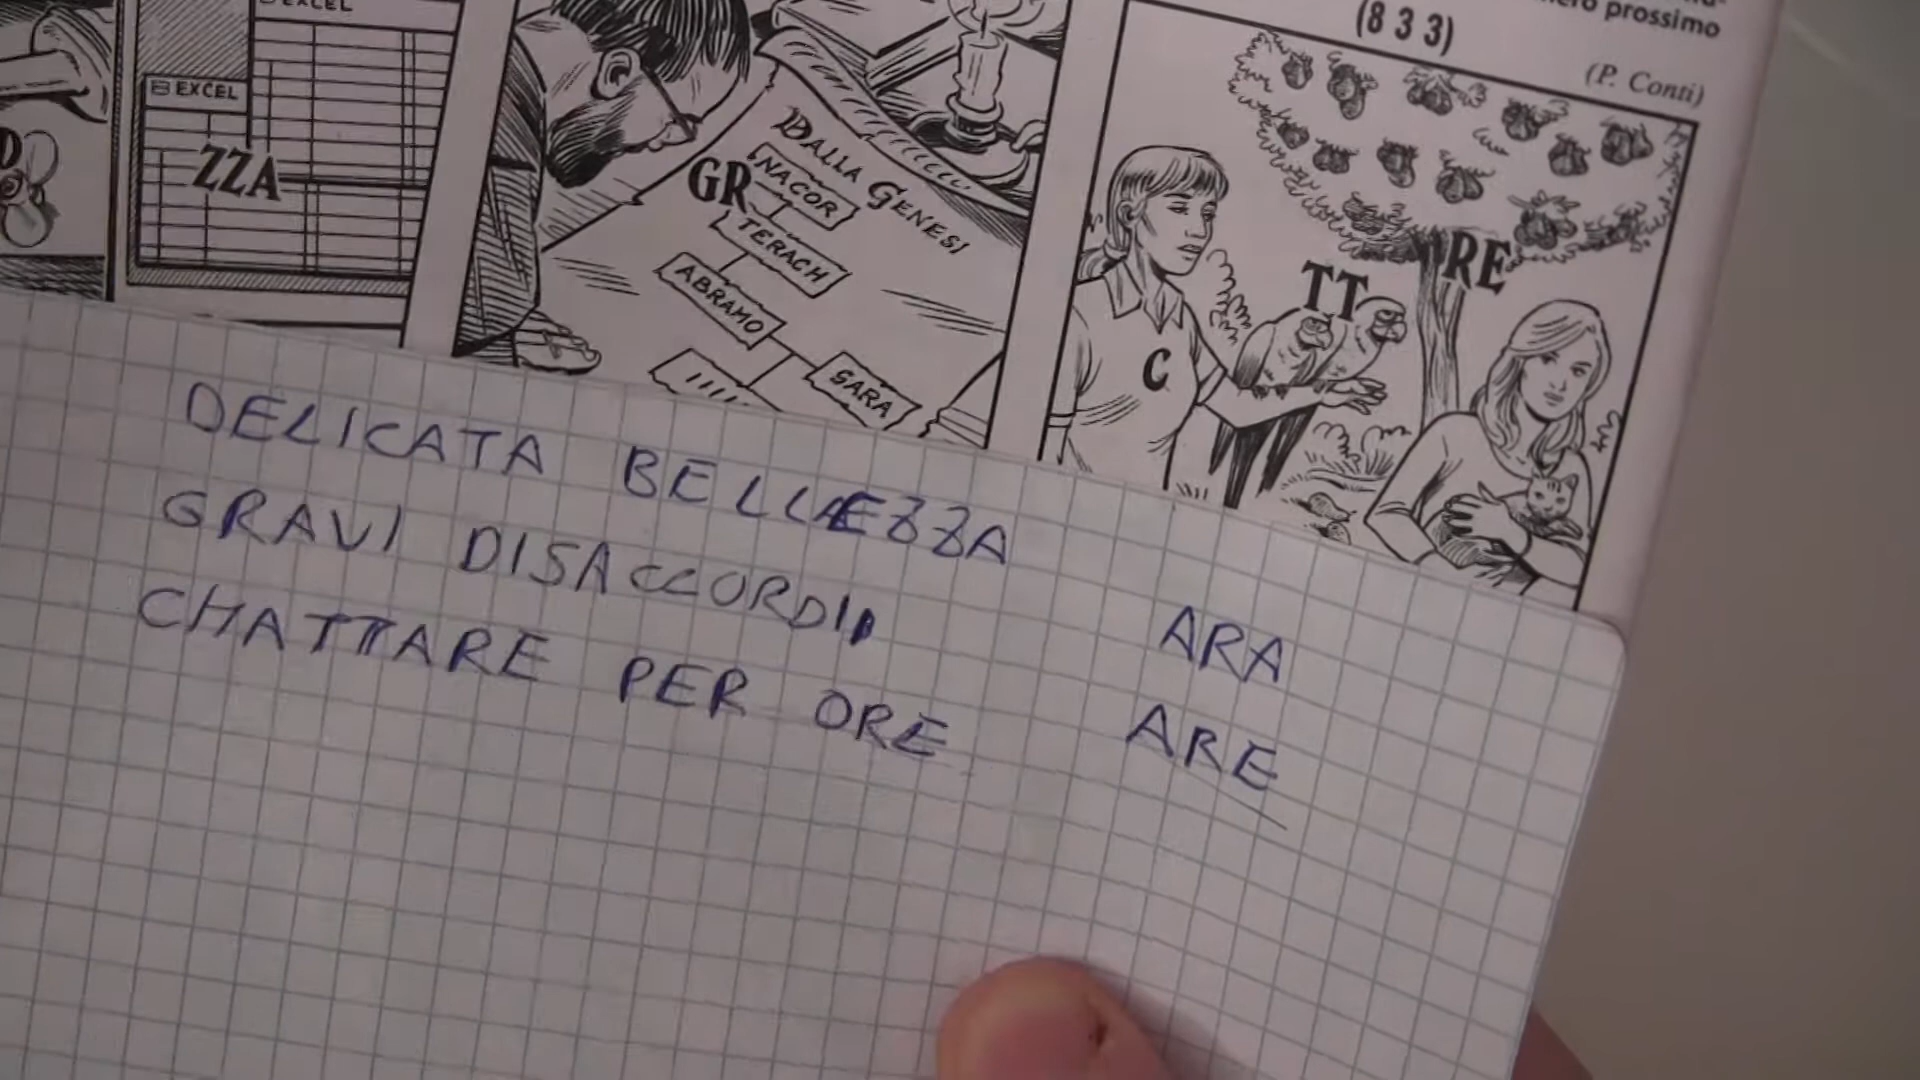 EXCEL
EXCEL
D
ZZA
DALLA GENESI
GR
NACOR
TERACH
ABRAMO
SARA
prossimo
(8 3 3)
(P. Conti)
C
TT
RE
DELICATA BELLEZZA
GRAVI DISACCORDI
CHATTARE PER ORE
ARA
ARE